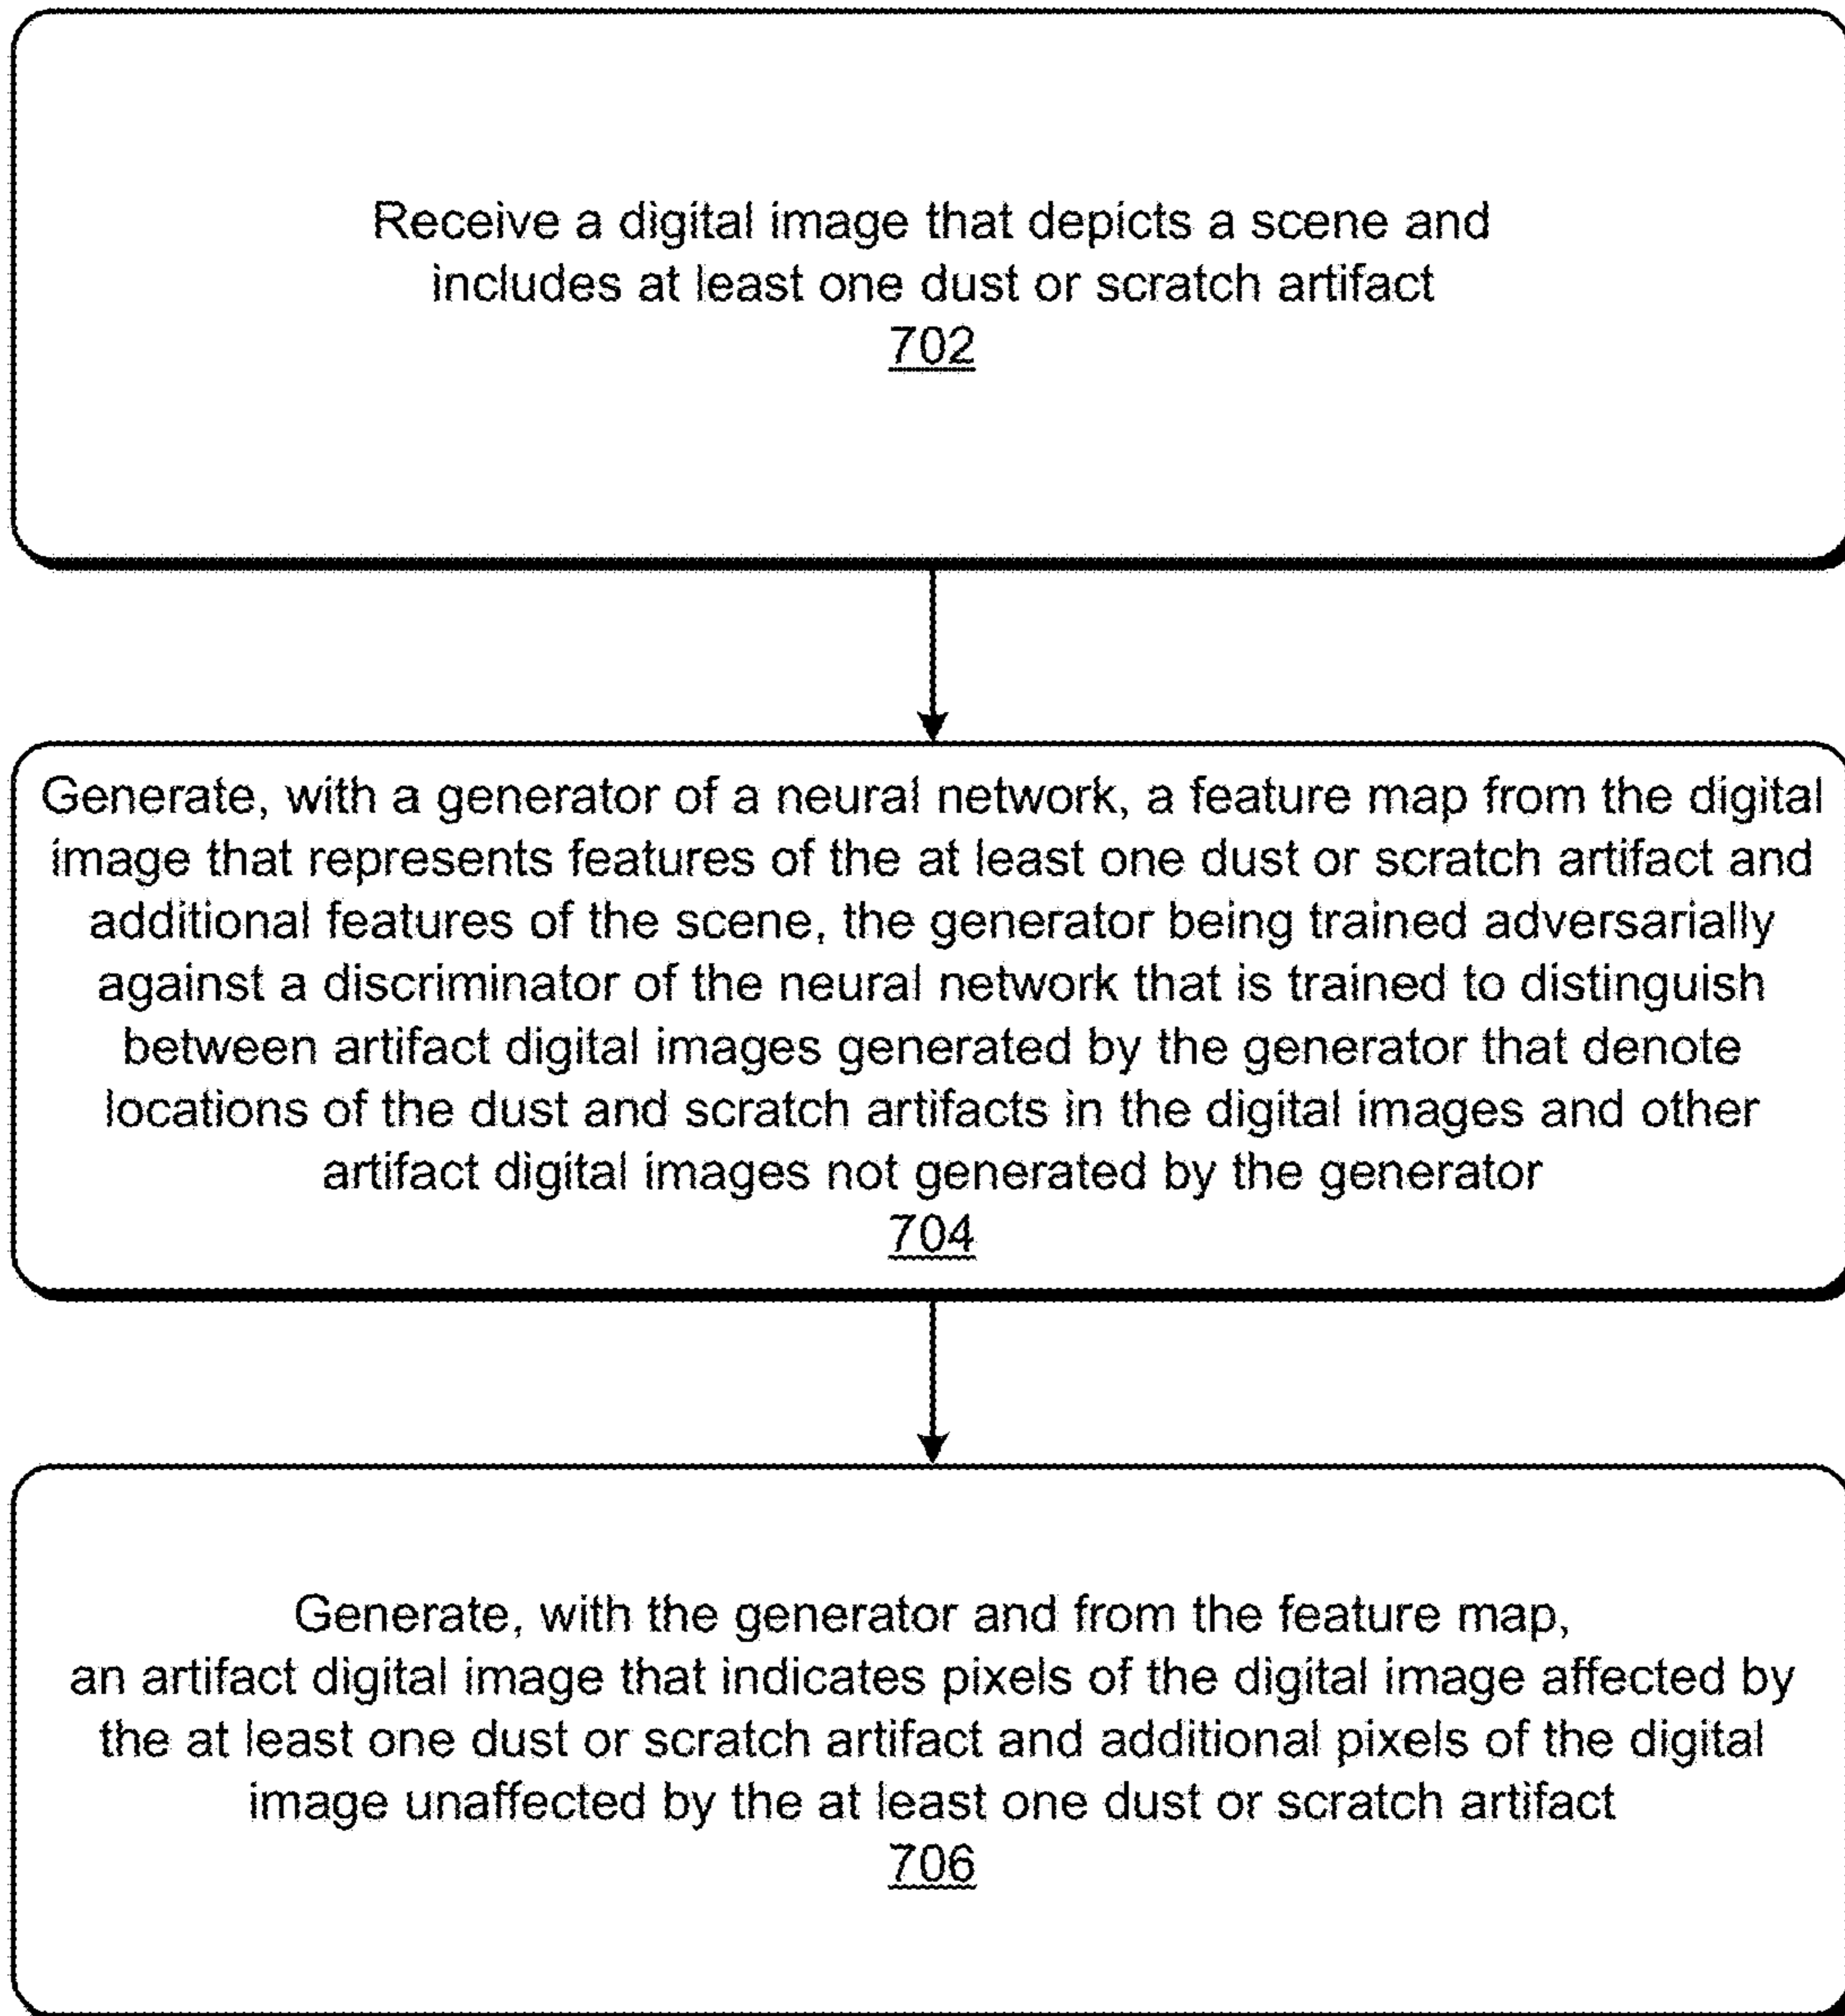 Receive a digital image that depicts a scene and
includes at least one dust or scratch artifact
702
Generate, with a generator of a neural network, a feature map from the digital
image that represents features of the at least one dust or scratch artifact and
additional features of the scene, the generator being trained adversarially
against a discriminator of the neural network that is trained to distinguish
between artifact digital images generated by the generator that denote
locations of the dust and scratch artifacts in the digital images and other
artifact digital images not generated by the generator
704
Generate, with the generator and from the feature map,
an artifact digital image that indicates pixels of the digital image affected by
the at least one dust or scratch artifact and additional pixels of the digital
image unaffected by the at least one dust or scratch artifact
706